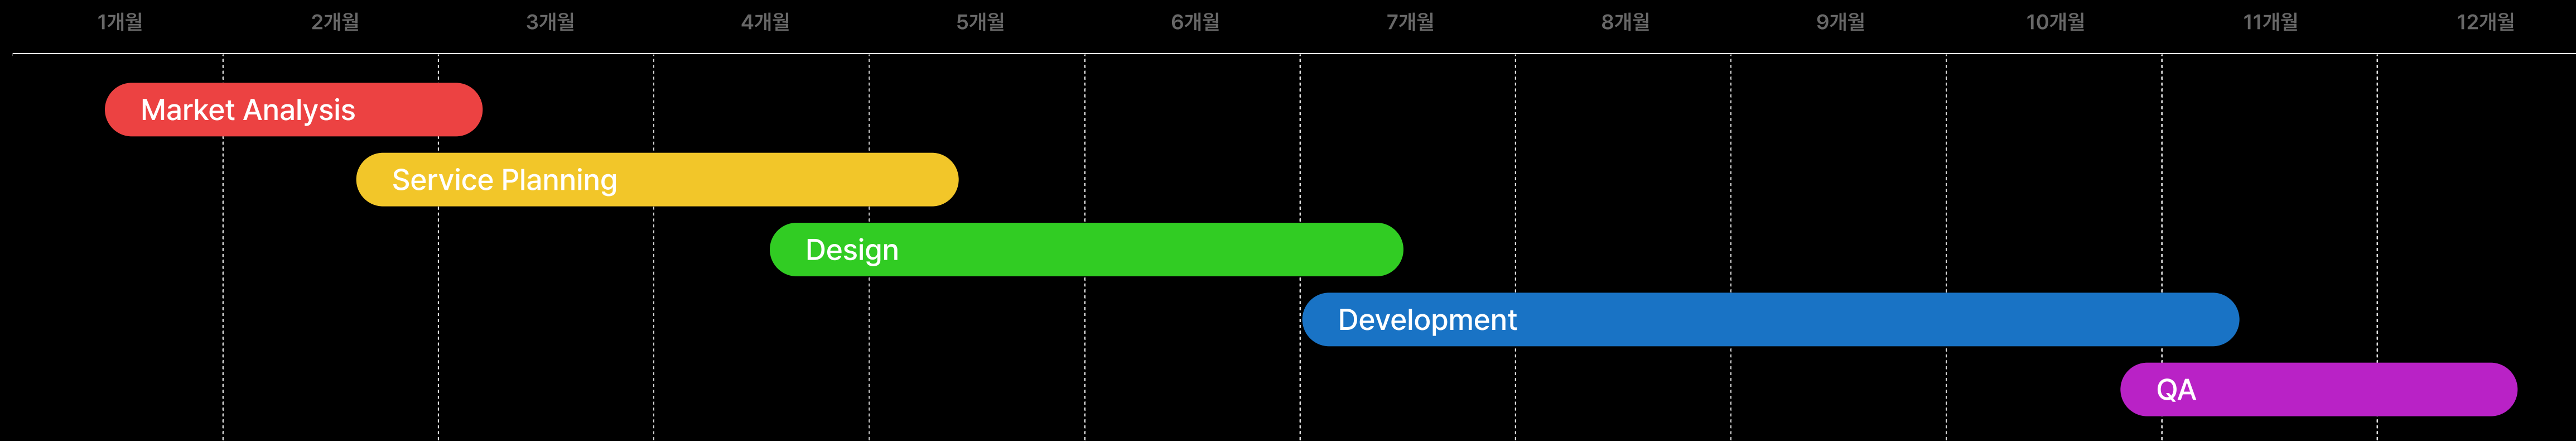 1개월 2개월 3개월 4개월 5개월 6개월 7개월 8개월 9개월 10개월 11개월 12개월
Market Analysis
Service Planning
Design
Development
QA